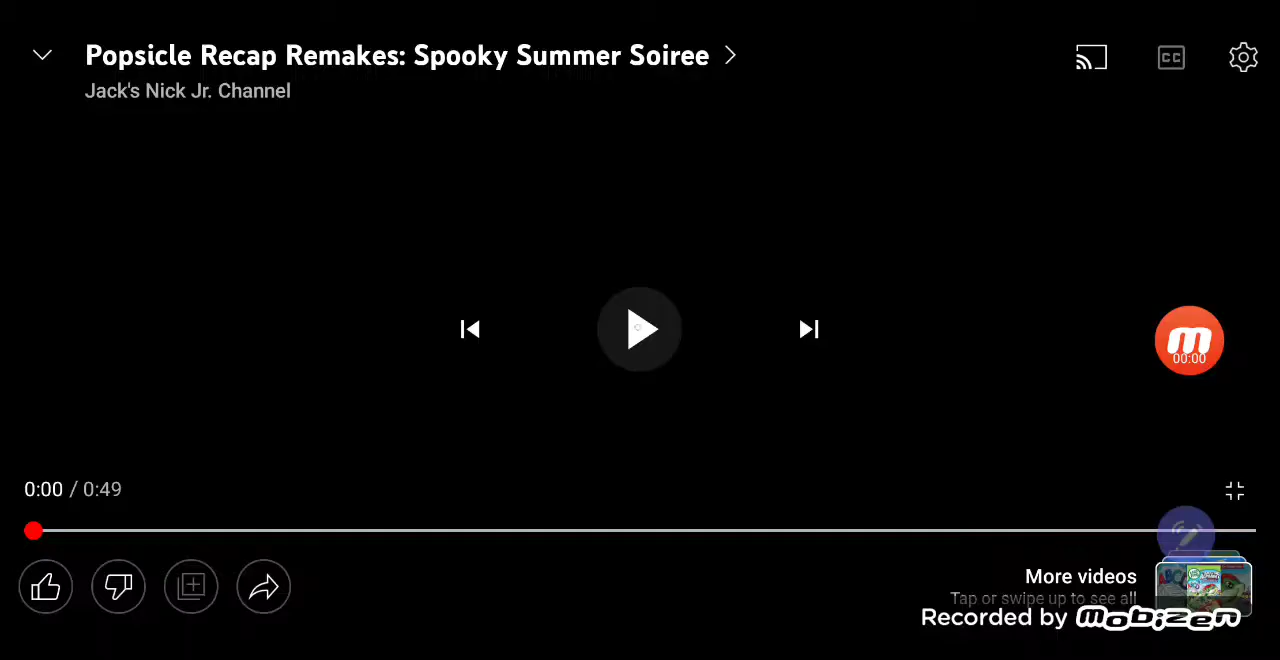 Popsicle Recap Remakes: Spooky Summer Soiree
Jack's Nick Jr. Channel
CC
m
00:00
0:00 / 0:49
More videos
Tap or swipe up to see all
Recorded by mobizen